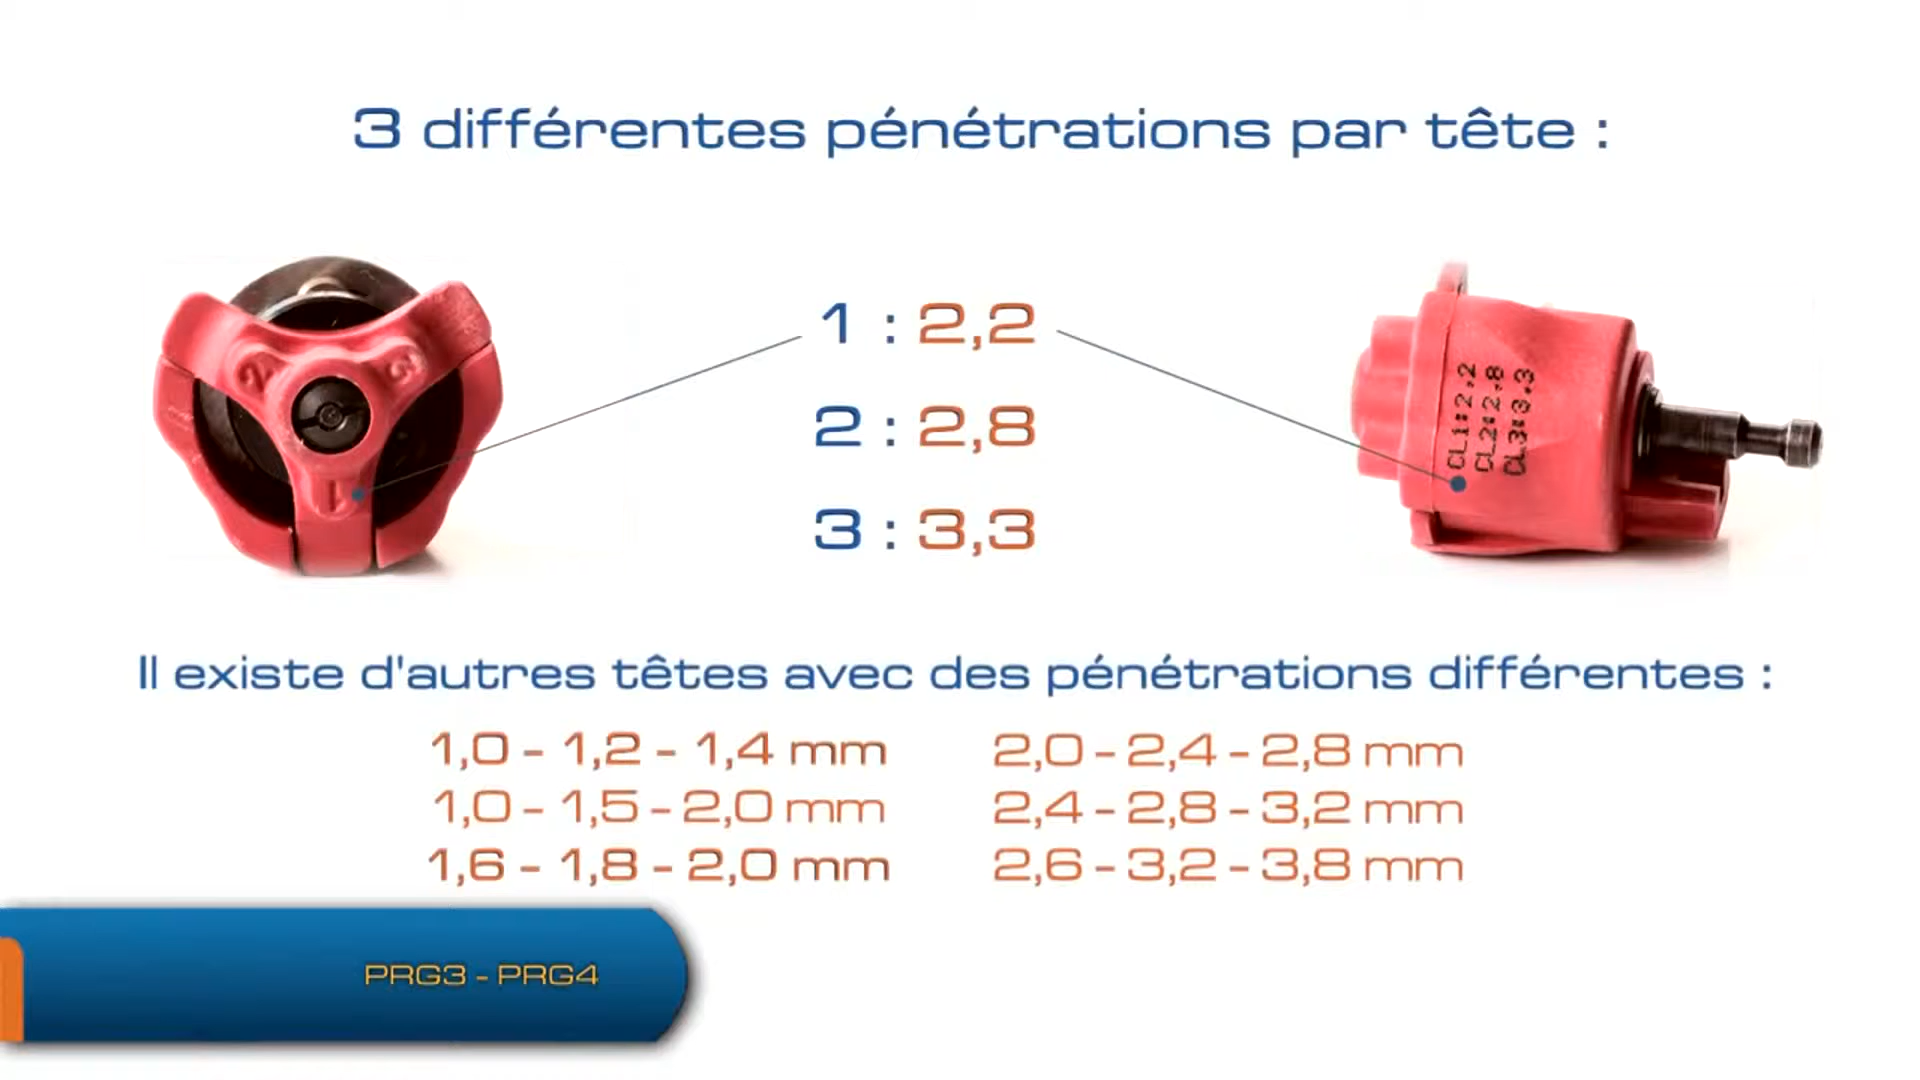 3 différentes pénétrations par tête :
2
3
1
1 : 2,2
2 : 2,8
3 : 3,3
CL1:2,2
CL2:2,8
CL3:3,3
Il existe d'autres têtes avec des pénétrations différentes :
1,0 - 1,2 - 1,4 mm
2,0 - 2,4 - 2,8 mm
1,0 - 1,5 - 2,0 mm
2,4 - 2,8 - 3,2 mm
1,6 - 1,8 - 2,0 mm
2,6 - 3,2 - 3,8 mm
PRG3 - PRG4